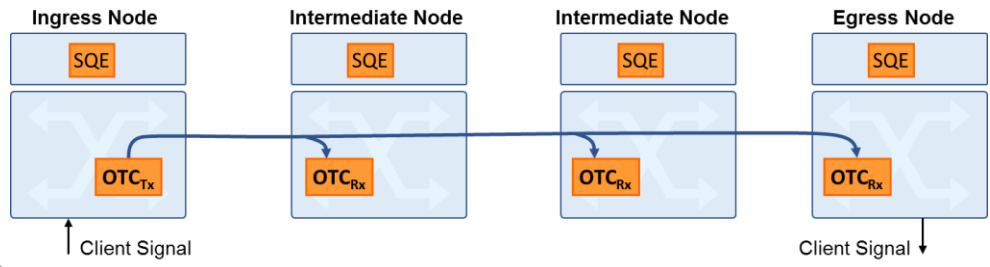 Ingress Node
Intermediate Node
Intermediate Node
Egress Node
SQE
SQE
SQE
SQE
OTCTx
OTCRx
OTCRx
OTCRx
Client Signal
Client Signal